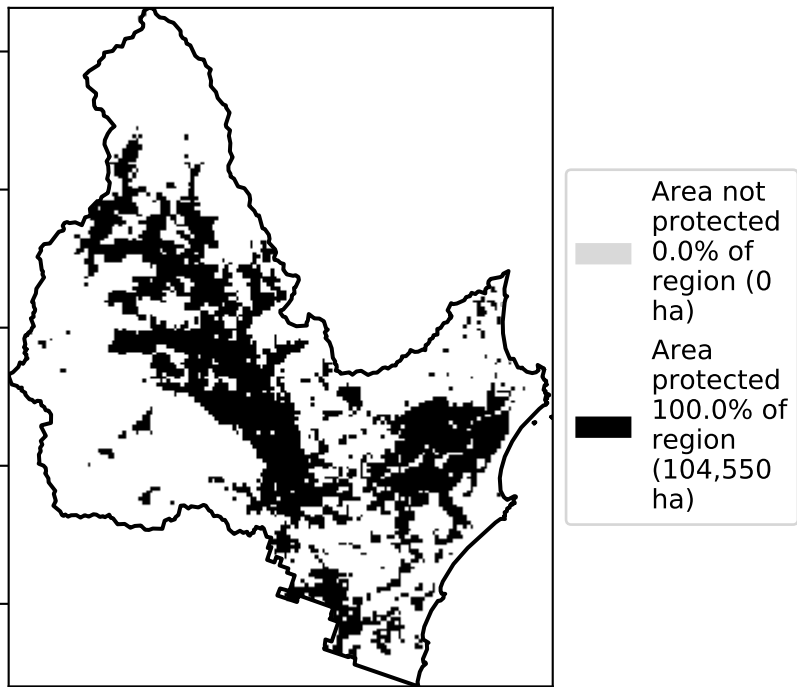 Area not
protected
0.0% of
region (0
ha)
Area
protected
100.0% of
region
(104,550
ha)